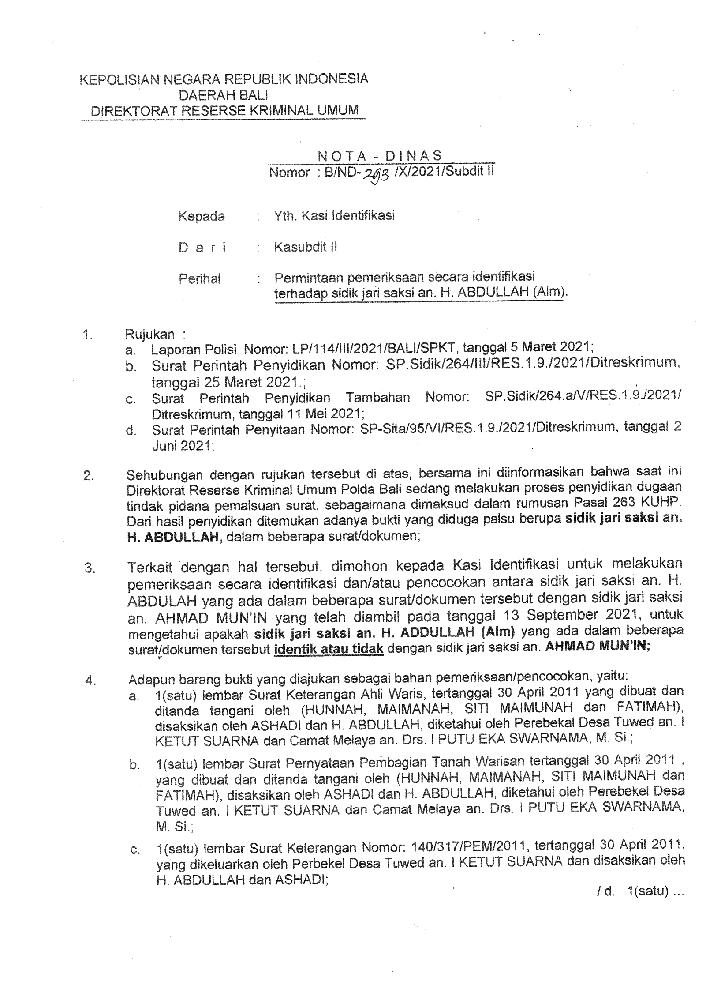 KEPOLISIAN NEGARA REPUBLIK INDONESIA
DAERAH BALI
DIREKTORAT RESERSE KRIMINAL UMUM
NOTA - DINAS
Nomor : B/ND- 293 /X/2021/Subdit II
Kepada : Yth. Kasi Identifikasi
Dari : Kasubdit II
Perihal : Permintaan pemeriksaan secara identifikasi
terhadap sidik jari saksi an. H. ABDULLAH (Alm).
1. Rujukan :
a. Laporan Polisi Nomor: LP/114/III/2021/BALI/SPKT, tanggal 5 Maret 2021;
b. Surat Perintah Penyidikan Nomor: SP.Sidik/264/III/RES.1.9./2021/Ditreskrimum,
tanggal 25 Maret 2021.;
c. Surat Perintah Penyidikan Tambahan Nomor: SP.Sidik/264.a/V/RES.1.9./2021/
Ditreskrimum, tanggal 11 Mei 2021;
d. Surat Perintah Penyitaan Nomor: SP-Sita/95/VI/RES.1.9./2021/Ditreskrimum, tanggal 2
Juni 2021;
2. Sehubungan dengan rujukan tersebut di atas, bersama ini diinformasikan bahwa saat ini
Direktorat Reserse Kriminal Umum Polda Bali sedang melakukan proses penyidikan dugaan
tindak pidana pemalsuan surat, sebagaimana dimaksud dalam rumusan Pasal 263 KUHP.
Dari hasil penyidikan ditemukan adanya bukti yang diduga palsu berupa sidik jari saksi an.
H. ABDULLAH, dalam beberapa surat/dokumen;
3. Terkait dengan hal tersebut, dimohon kepada Kasi Identifikasi untuk melakukan
pemeriksaan secara identifikasi dan/atau pencocokan antara sidik jari saksi an. H.
ABDULAH yang ada dalam beberapa surat/dokumen tersebut dengan sidik jari saksi
an. AHMAD MUN'IN yang telah diambil pada tanggal 13 September 2021, untuk
mengetahui apakah sidik jari saksi an. H. ADDULLAH (Alm) yang ada dalam beberapa
surat/dokumen tersebut identik atau tidak dengan sidik jari saksi an. AHMAD MUN'IN;
4. Adapun barang bukti yang diajukan sebagai bahan pemeriksaan/pencocokan, yaitu:
a. 1(satu) lembar Surat Keterangan Ahli Waris, tertanggal 30 April 2011 yang dibuat dan
ditanda tangani oleh (HUNNAH, MAIMANAH, SITI MAIMUNAH dan FATIMAH),
disaksikan oleh ASHADI dan H. ABDULLAH, diketahui oleh Perebekal Desa Tuwed an. I
KETUT SUARNA dan Camat Melaya an. Drs. I PUTU EKA SWARNAMA, M. Si.;
b. 1(satu) lembar Surat Pernyataan Pembagian Tanah Warisan tertanggal 30 April 2011 ,
yang dibuat dan ditanda tangani oleh (HUNNAH, MAIMANAH, SITI MAIMUNAH dan
FATIMAH), disaksikan oleh ASHADI dan H. ABDULLAH, diketahui oleh Perebekel Desa
Tuwed an. I KETUT SUARNA dan Camat Melaya an. Drs. I PUTU EKA SWARNAMA,
M. Si.;
c. 1(satu) lembar Surat Keterangan Nomor: 140/317/PEM/2011, tertanggal 30 April 2011,
yang dikeluarkan oleh Perbekel Desa Tuwed an. I KETUT SUARNA dan disaksikan oleh
H. ABDULLAH dan ASHADI;
/ d. 1(satu) ...